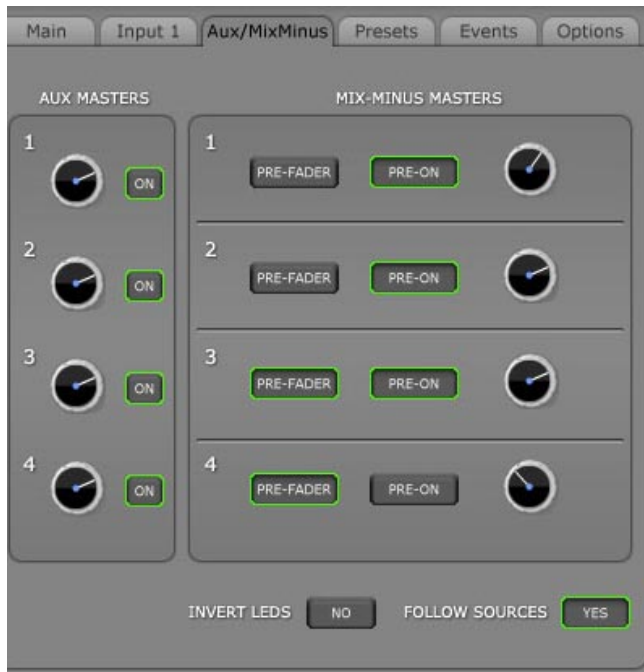 Main Input 1 Aux/MixMinus Presets Events Options
AUX MASTERS MIX-MINUS MASTERS
1 ON 1 PRE-FADER PRE-ON
2 ON 2 PRE-FADER PRE-ON
3 ON 3 PRE-FADER PRE-ON
4 ON 4 PRE-FADER PRE-ON
INVERT LEDS NO FOLLOW SOURCES YES